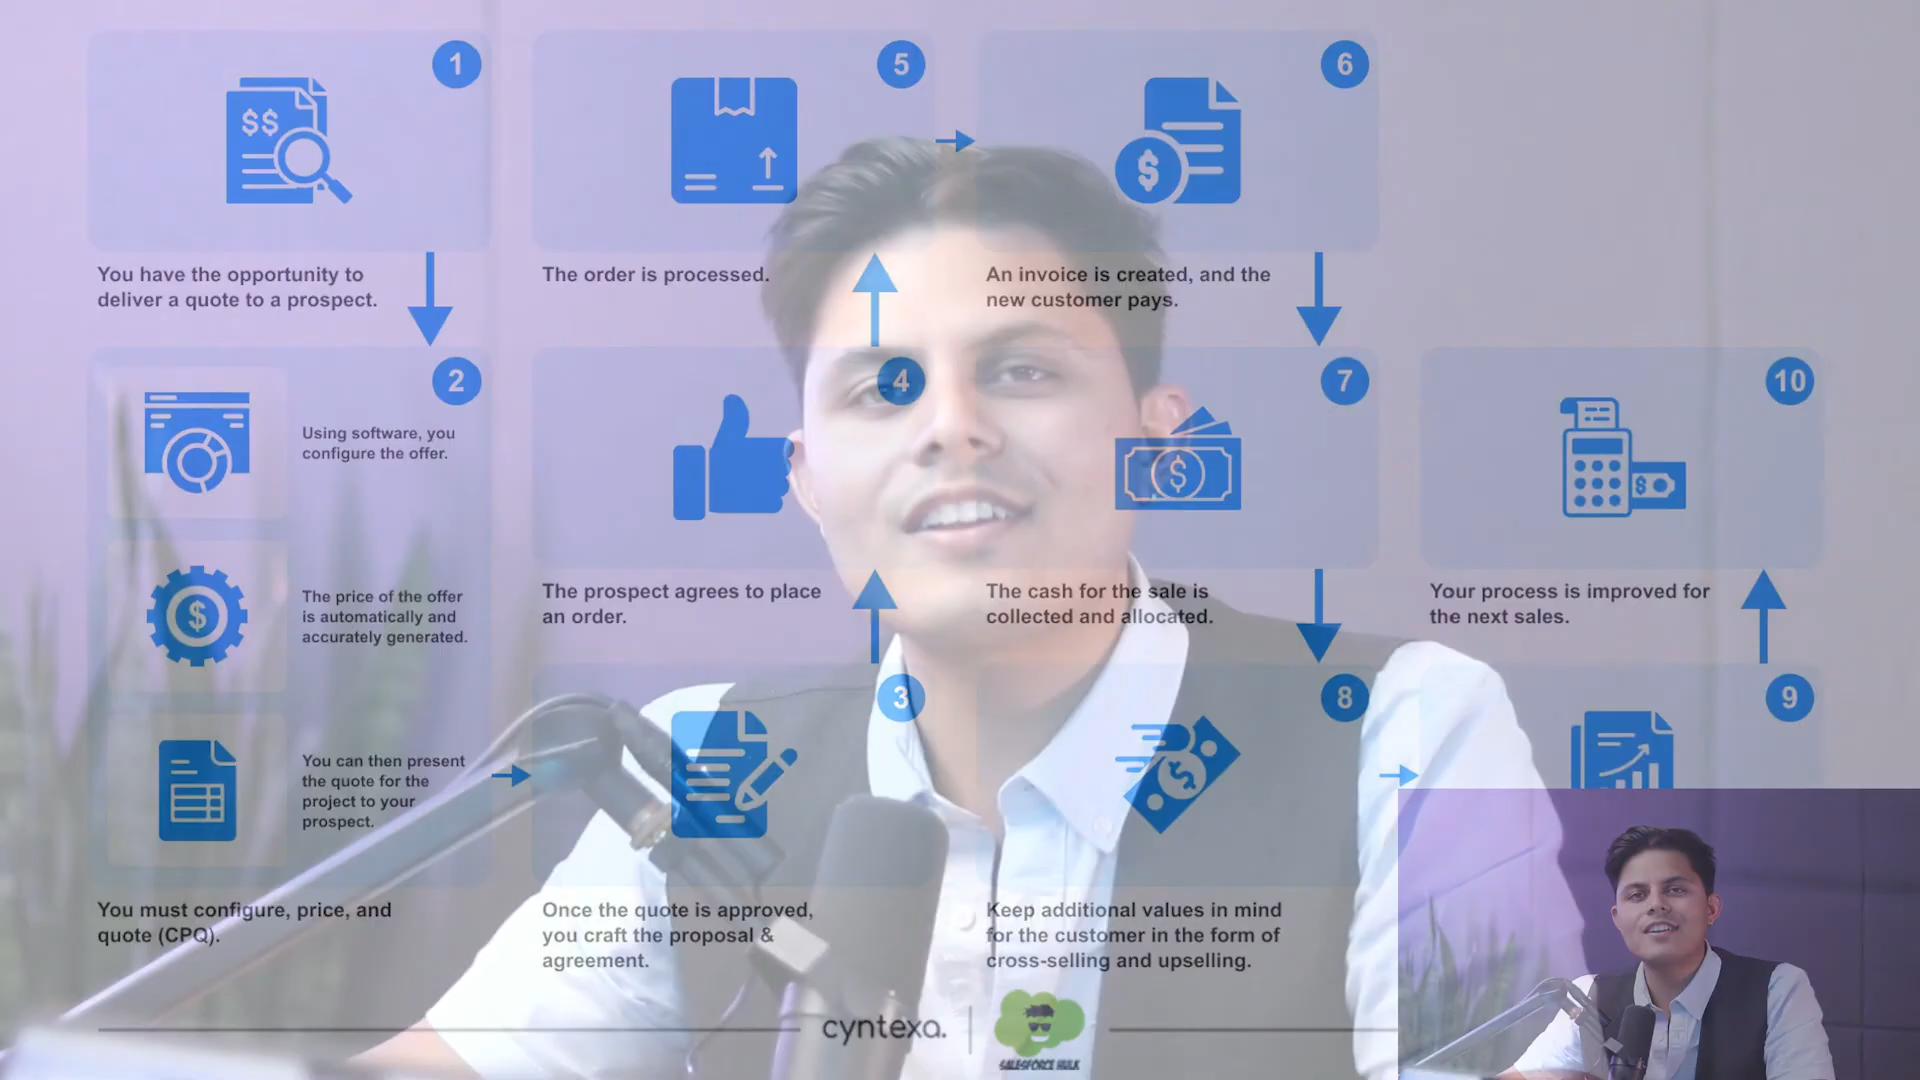 1
$$
You have the opportunity to
deliver a quote to a prospect.
2
Using software, you
configure the offer.
$
The price of the offer
is automatically and
accurately generated.
You can then present
the quote for the
project to your
prospect.
You must configure, price, and
quote (CPQ).
3
Once the quote is approved,
you craft the proposal &
agreement.
4
The prospect agrees to place
an order.
5
The order is processed.
6
$
An invoice is created, and the
new customer pays.
7
$
The cash for the sale is
collected and allocated.
8
$
Keep additional values in mind
for the customer in the form of
cross-selling and upselling.
9
10
$
Your process is improved for
the next sales.
cyntexa.
SALESFORCE HULK